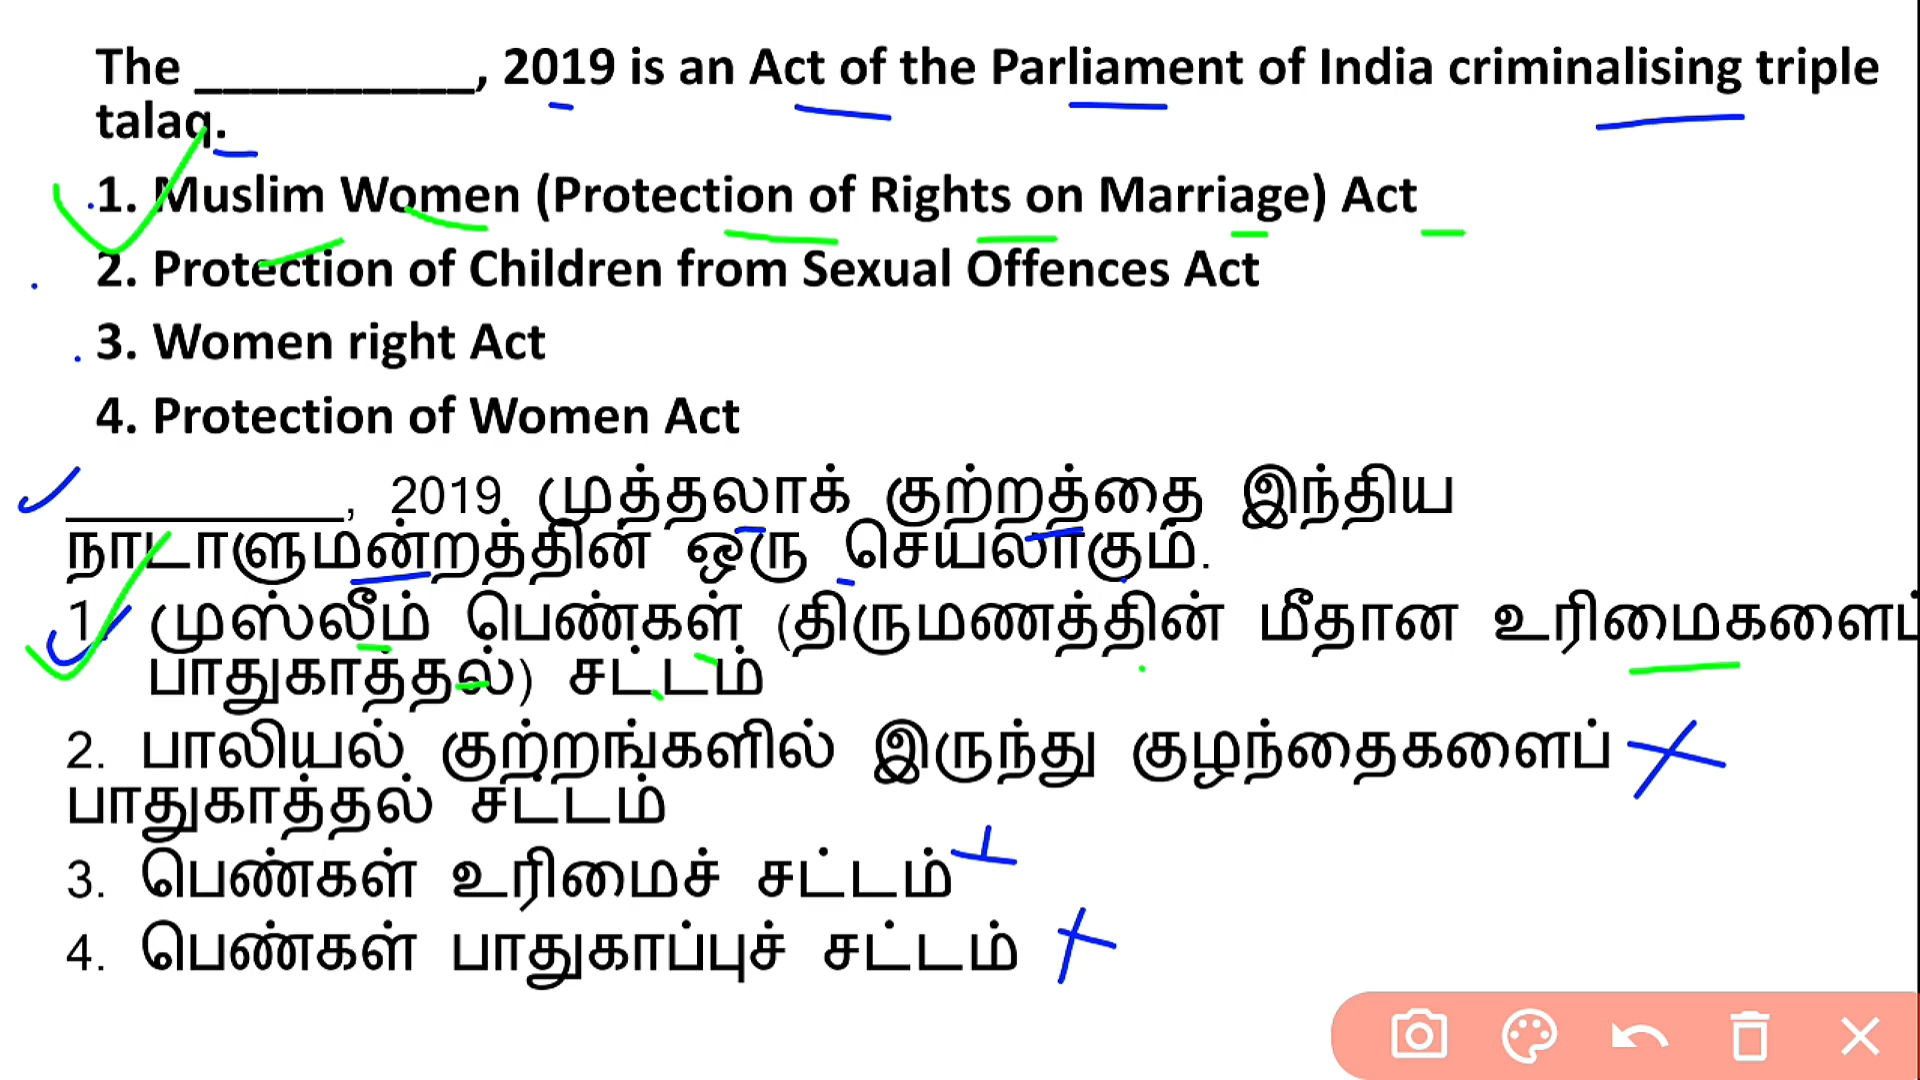 The __________, 2019 is an Act of the Parliament of India criminalising triple
talaq.
1. Muslim Women (Protection of Rights on Marriage) Act
2. Protection of Children from Sexual Offences Act
3. Women right Act
4. Protection of Women Act
__________, 2019 முத்தலாக் குற்றத்தை இந்திய
நாடாளுமன்றத்தின் ஒரு செயலாகும்.
1. முஸ்லீம் பெண்கள் (திருமணத்தின் மீதான உரிமைகளைப்
பாதுகாத்தல்) சட்டம்
2. பாலியல் குற்றங்களில் இருந்து குழந்தைகளைப்
பாதுகாத்தல் சட்டம்
3. பெண்கள் உரிமைச் சட்டம்
4. பெண்கள் பாதுகாப்புச் சட்டம்